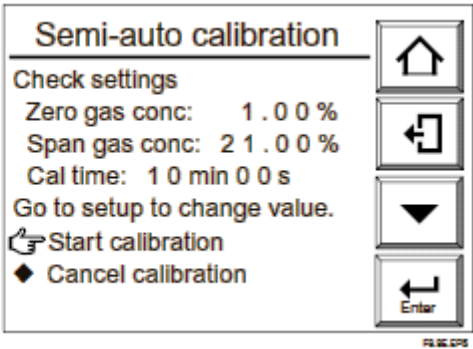 Semi-auto calibration
Check settings
Zero gas conc: 1.00%
Span gas conc: 21.00%
Cal time: 10 min 00 s
Go to setup to change value.
Start calibration
Cancel calibration
Enter